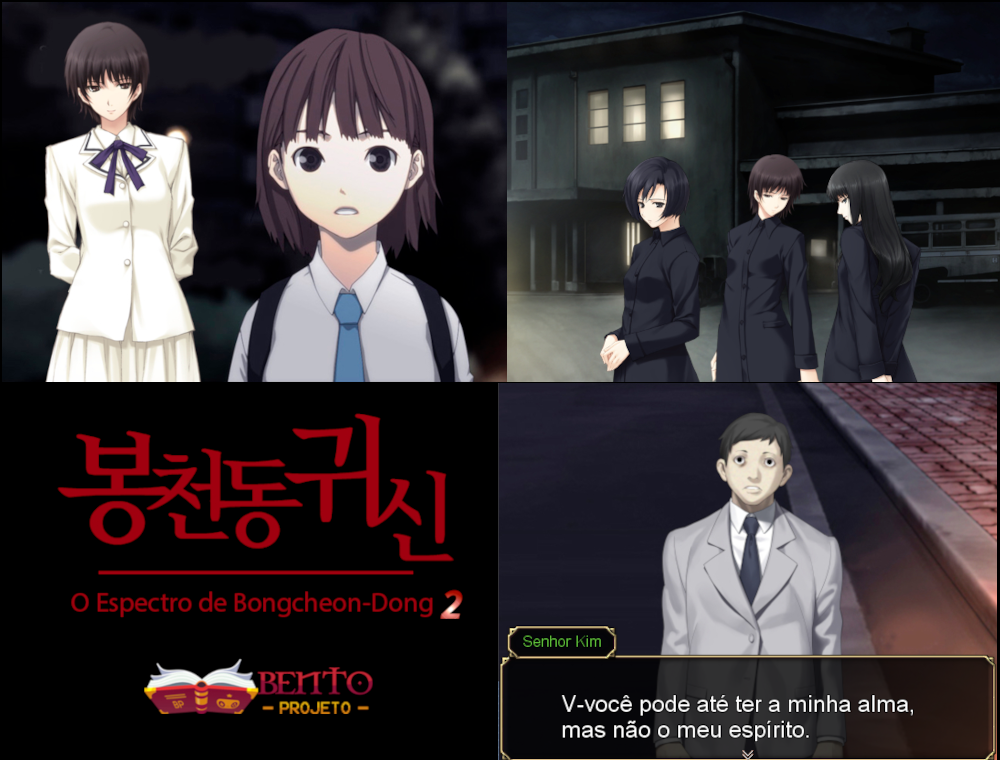 봉천동귀신
O Espectro de Bongcheon-Dong 2
BP
BENTO
- PROJETO -
Senhor Kim
V-você pode até ter a minha alma,
mas não o meu espírito.